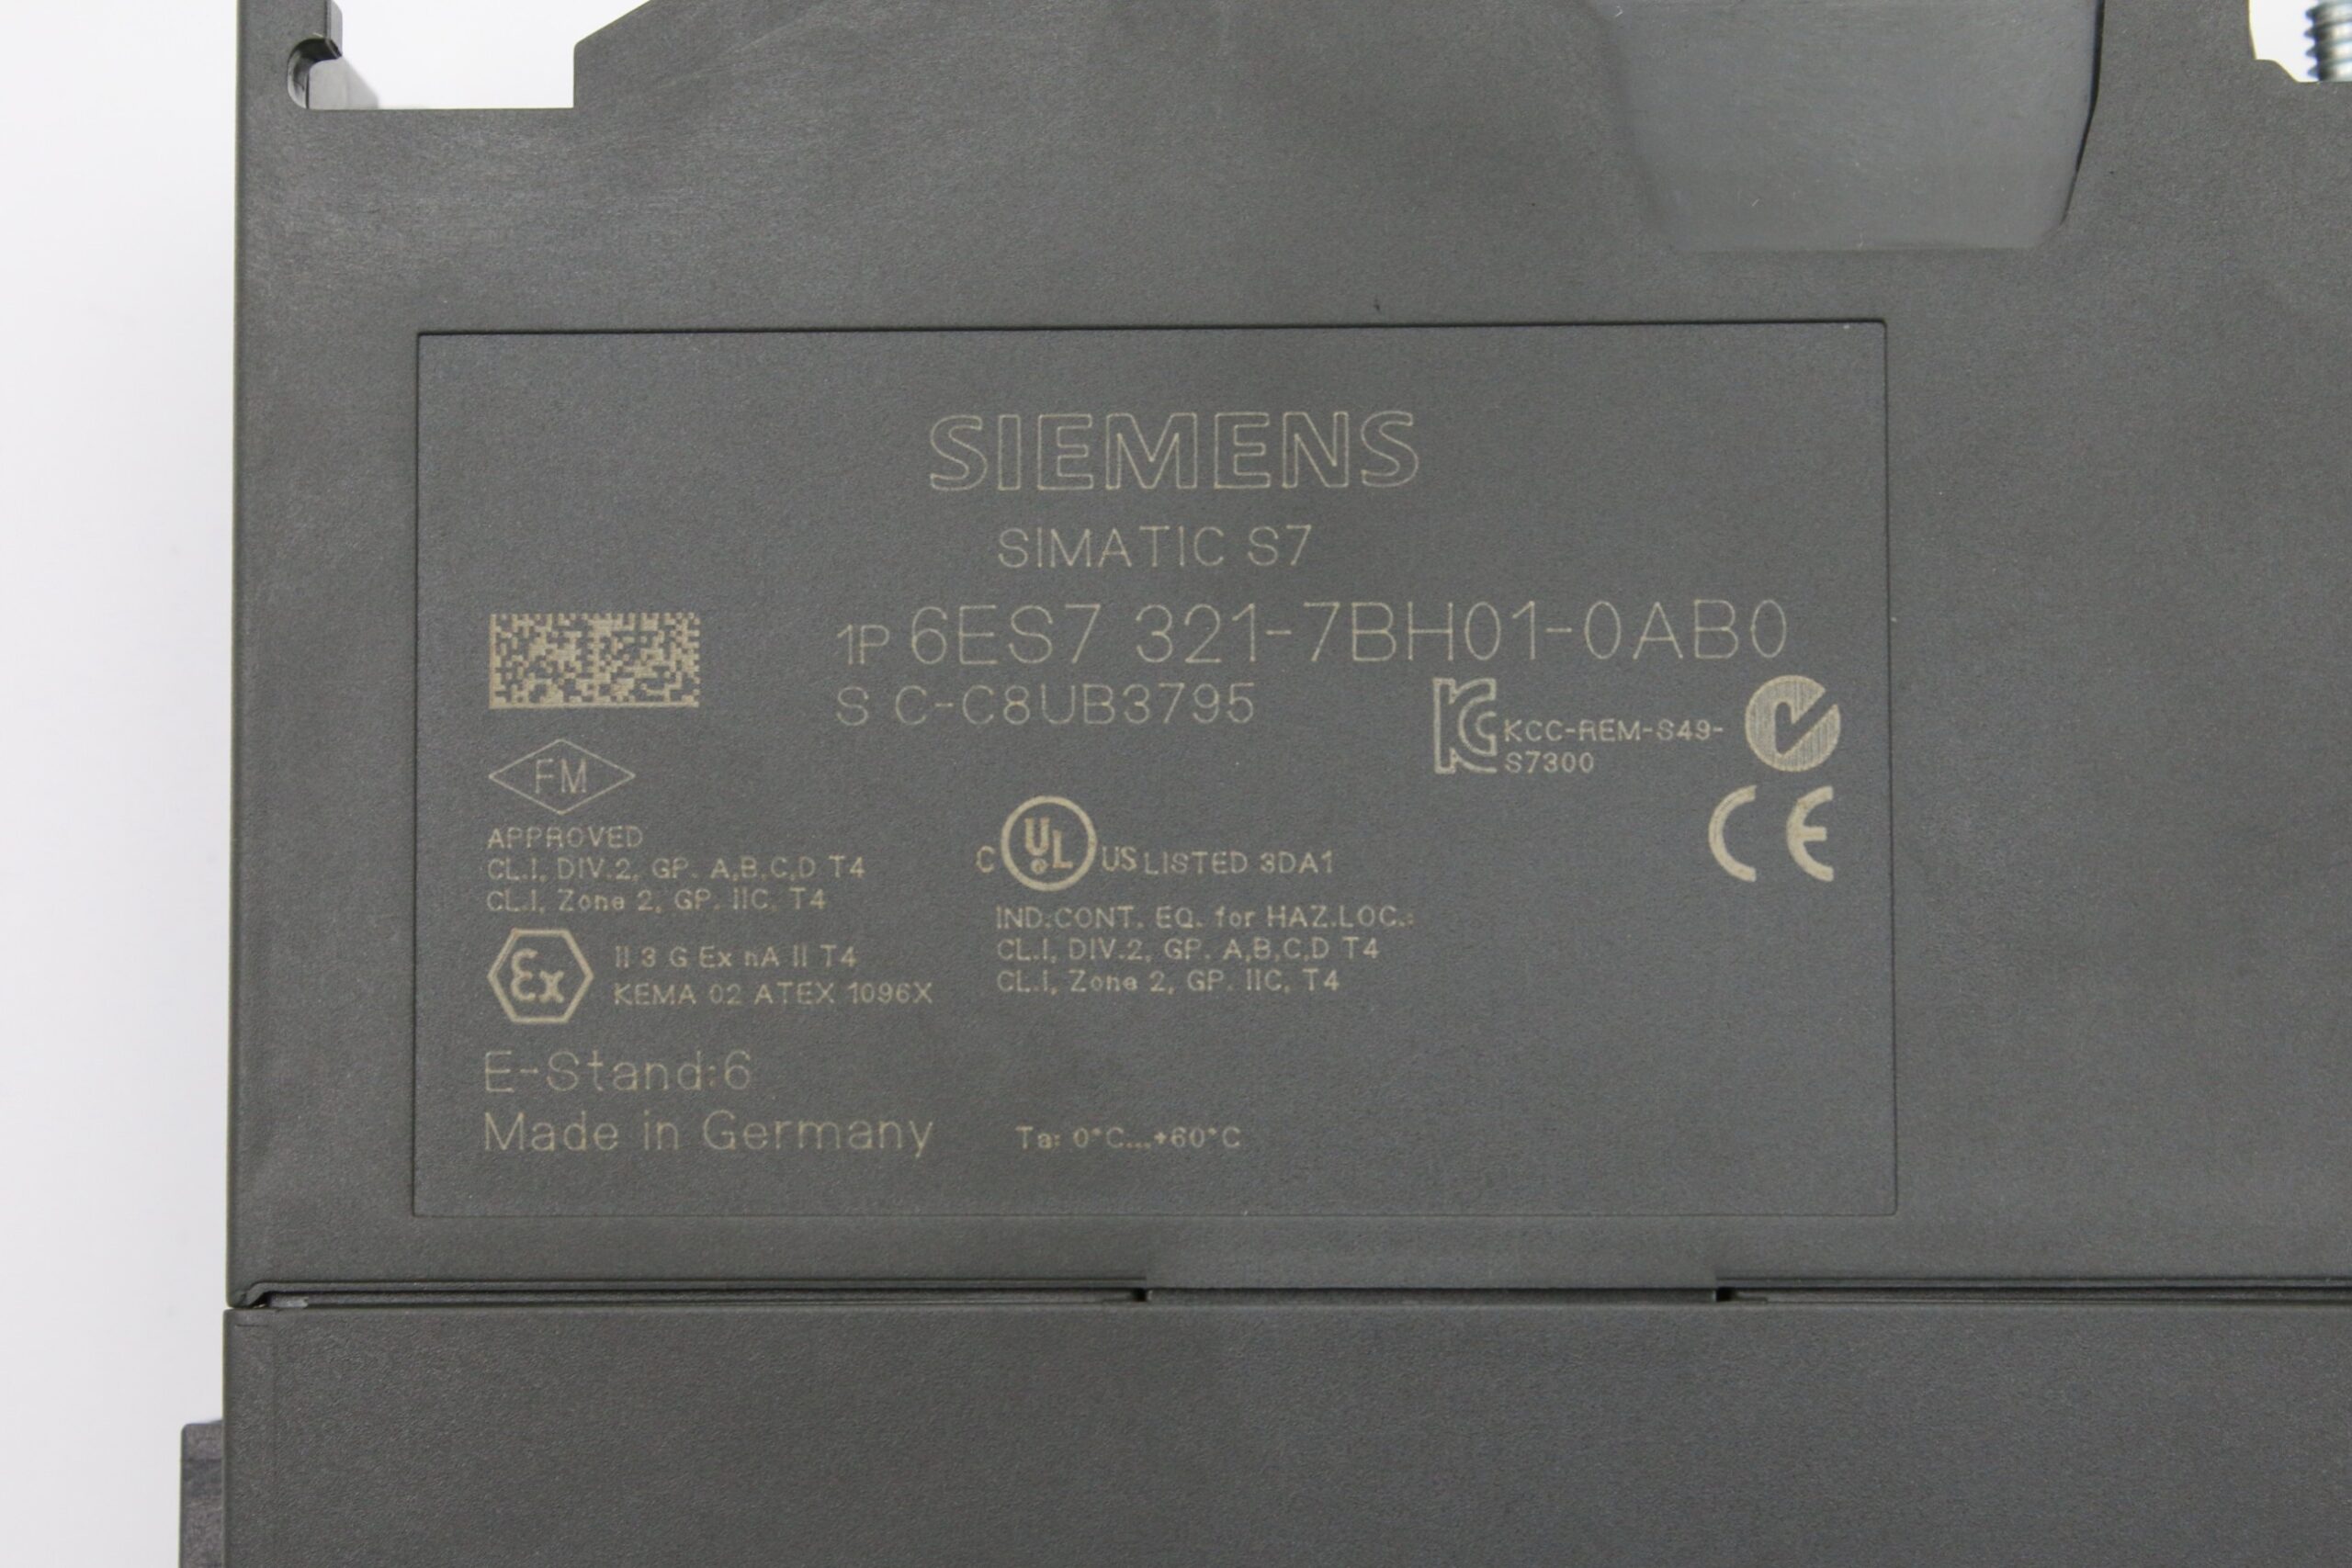 SIEMENS
SIMATIC S7
1P 6ES7 321-7BH01-0AB0
S C-C8UB3795
KCC-REM-S49-
S7300
FM
APPROVED
CL.I, DIV.2, GP. A,B,C,D T4
CL.I, Zone 2, GP. IIC, T4
C UL US LISTED 3DA1
IND.CONT. EQ. for HAZ.LOC.:
CL.I, DIV.2, GP. A,B,C,D T4
CL.I, Zone 2, GP. IIC, T4
CE
Ex II 3 G Ex nA II T4
KEMA 02 ATEX 1096X
E-Stand:6
Made in Germany
Ta: 0°C...+60°C